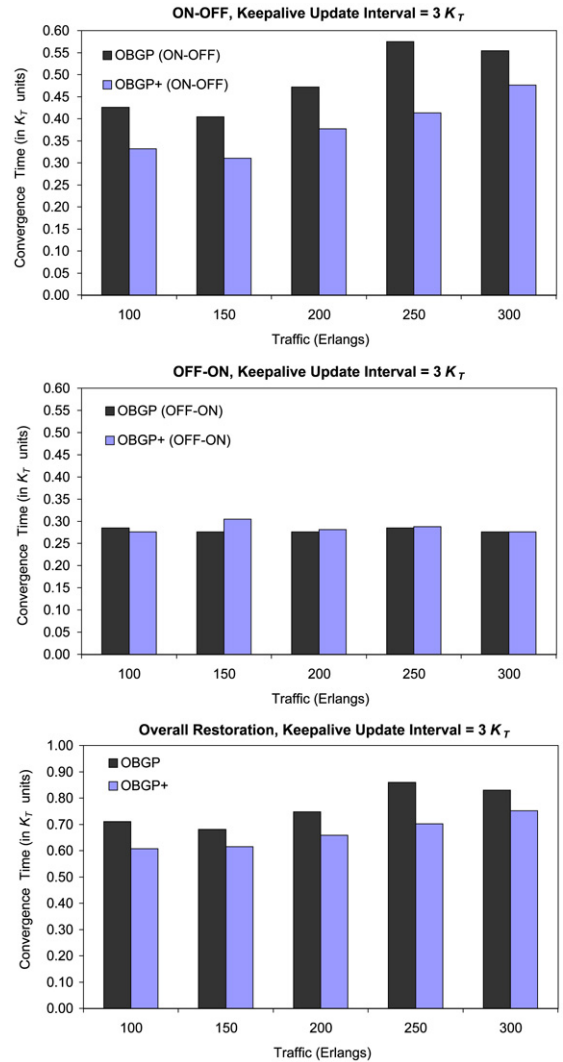 ON-OFF, Keepalive Update Interval = 3 K_T
Convergence Time (in K_T units)
0.60
0.55
0.50
0.45
0.40
0.35
0.30
0.25
0.20
0.15
0.10
0.05
0.00
OBGP (ON-OFF)
OBGP+ (ON-OFF)
100 150 200 250 300
Traffic (Erlangs)
OFF-ON, Keepalive Update Interval = 3 K_T
Convergence Time (in K_T units)
0.60
0.55
0.50
0.45
0.40
0.35
0.30
0.25
0.20
0.15
0.10
0.05
0.00
OBGP (OFF-ON)
OBGP+ (OFF-ON)
100 150 200 250 300
Traffic (Erlangs)
Overall Restoration, Keepalive Update Interval = 3 K_T
Convergence Time (in K_T units)
1.00
0.90
0.80
0.70
0.60
0.50
0.40
0.30
0.20
0.10
0.00
OBGP
OBGP+
100 150 200 250 300
Traffic (Erlangs)